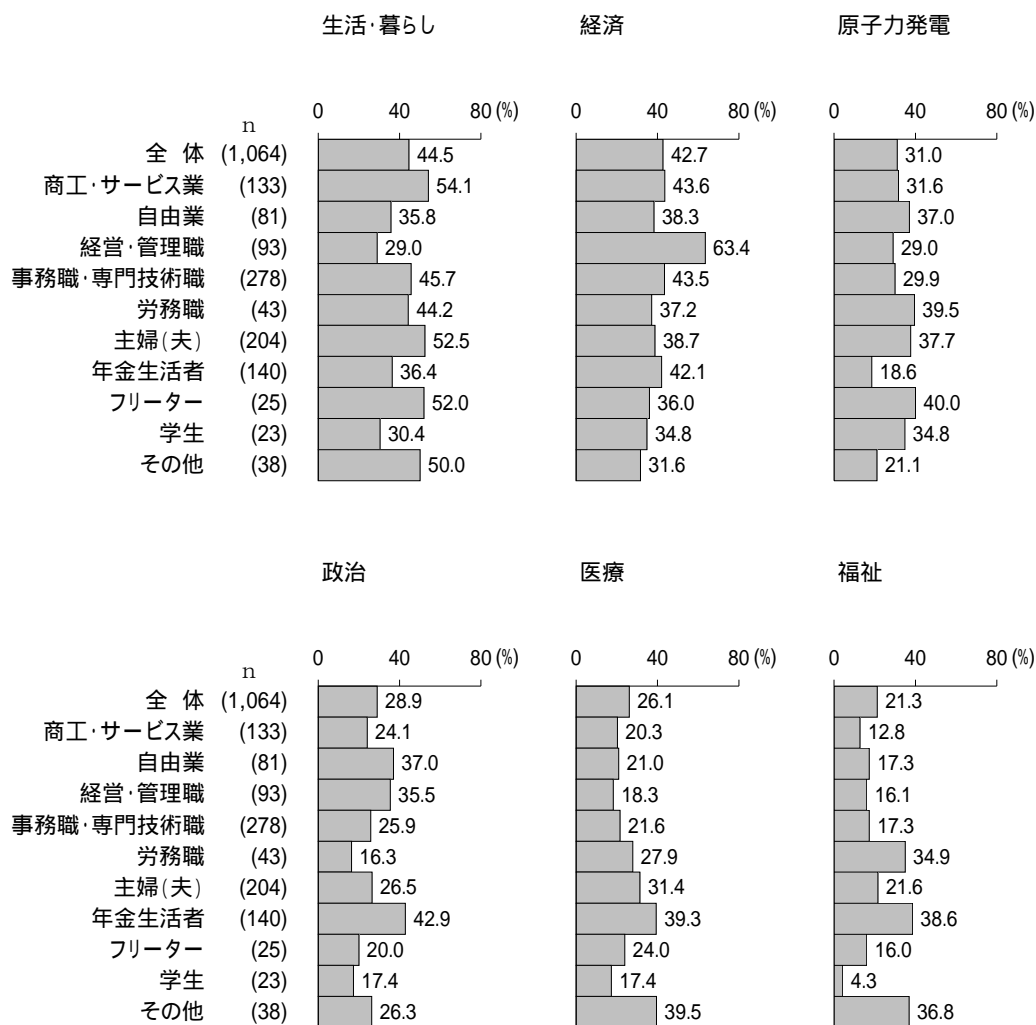 生活・暮らし 経済 原子力発電
0 40 80 (%) 0 40 80 (%) 0 40 80 (%)
n
全 体 (1,064) 44.5 42.7 31.0
商工・サービス業 (133) 54.1 43.6 31.6
自由業 (81) 35.8 38.3 37.0
経営・管理職 (93) 29.0 63.4 29.0
事務職・専門技術職 (278) 45.7 43.5 29.9
労務職 (43) 44.2 37.2 39.5
主婦(夫) (204) 52.5 38.7 37.7
年金生活者 (140) 36.4 42.1 18.6
フリーター (25) 52.0 36.0 40.0
学生 (23) 30.4 34.8 34.8
その他 (38) 50.0 31.6 21.1
政治 医療 福祉
0 40 80 (%) 0 40 80 (%) 0 40 80 (%)
n
全 体 (1,064) 28.9 26.1 21.3
商工・サービス業 (133) 24.1 20.3 12.8
自由業 (81) 37.0 21.0 17.3
経営・管理職 (93) 35.5 18.3 16.1
事務職・専門技術職 (278) 25.9 21.6 17.3
労務職 (43) 16.3 27.9 34.9
主婦(夫) (204) 26.5 31.4 21.6
年金生活者 (140) 42.9 39.3 38.6
フリーター (25) 20.0 24.0 16.0
学生 (23) 17.4 17.4 4.3
その他 (38) 26.3 39.5 36.8